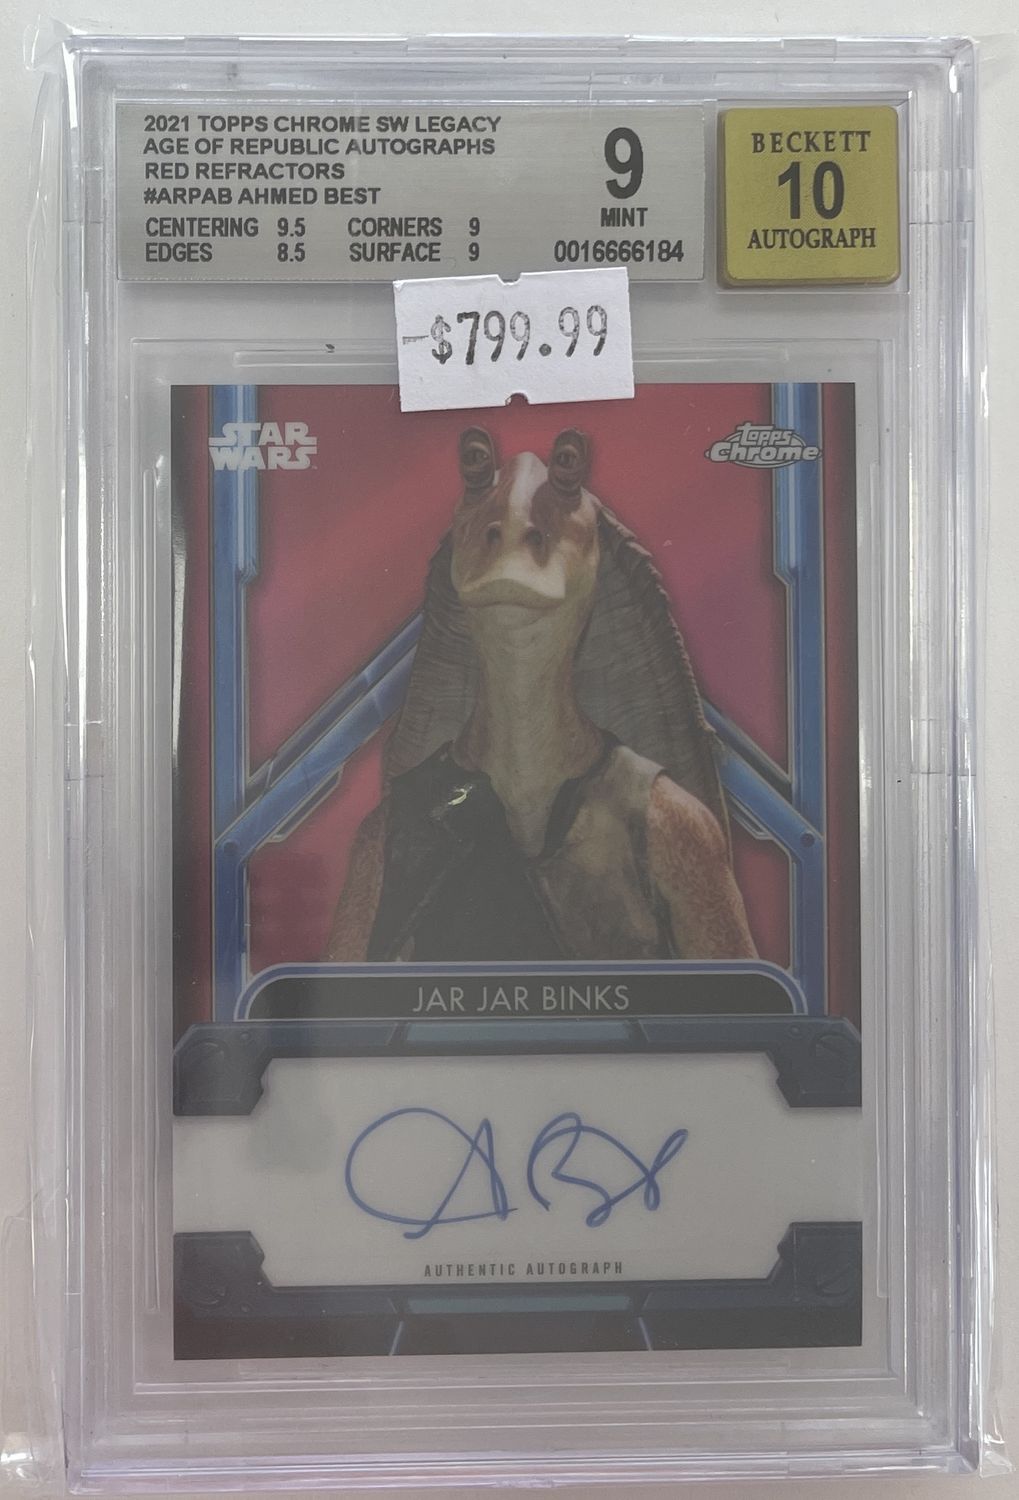 2021 TOPPS CHROME SW LEGACY
AGE OF REPUBLIC AUTOGRAPHS
RED REFRACTORS
#ARPAB AHMED BEST
CENTERING 9.5 CORNERS 9
EDGES 8.5 SURFACE 9
9
MINT
0016666184
BECKETT
10
AUTOGRAPH
-$799.99
STAR
WARS
Topps
Chrome
JAR JAR BINKS
AUTHENTIC AUTOGRAPH